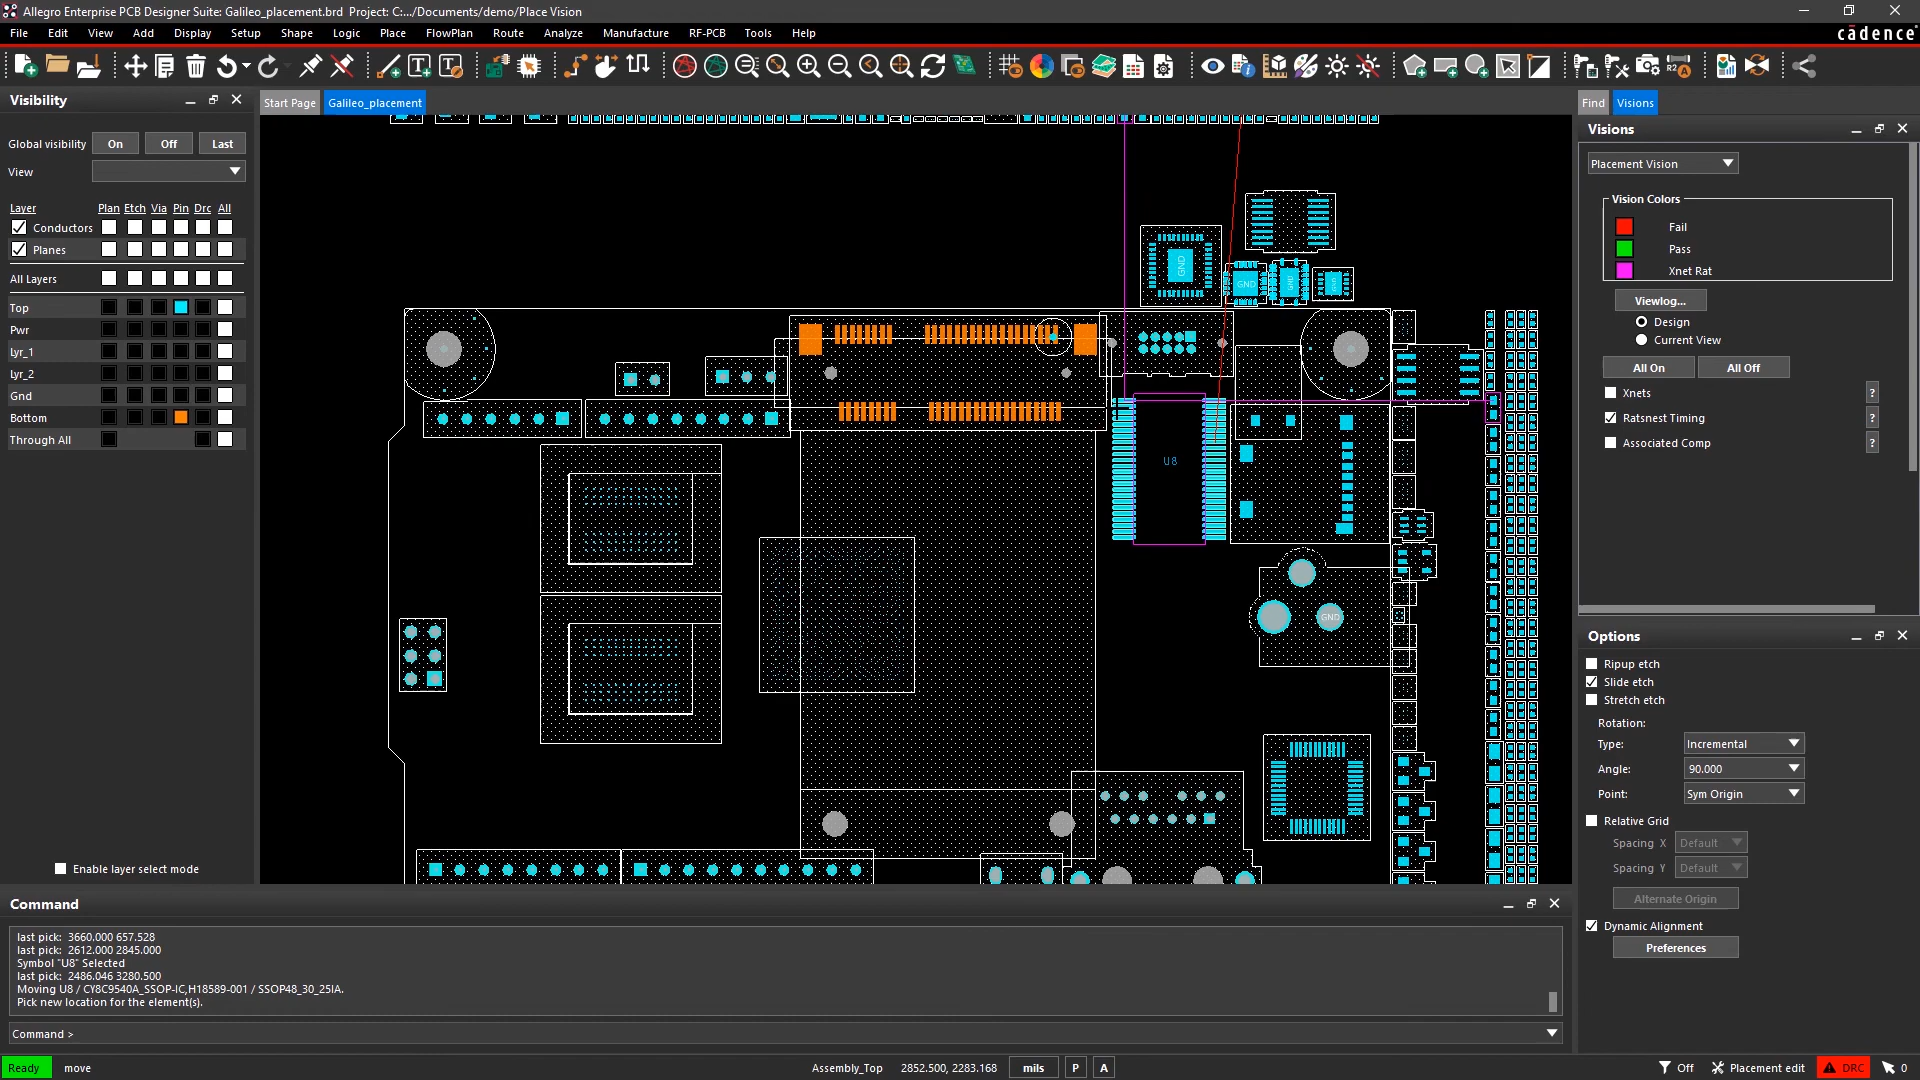 Allegro Enterprise PCB Designer Suite: Galileo_placement.brd  Project: C:.../Documents/demo/Place Vision
File Edit View Add Display Setup Shape Logic Place FlowPlan Route Analyze Manufacture RF-PCB Tools Help
cādence
R2
Visibility
Start Page
Galileo_placement
Find
Visions
Visions
Global visibility On Off Last
View
Placement Vision
Layer Plan Etch Via Pin Drc All
Conductors
Planes
All Layers
Top
Pwr
Lyr_1
Lyr_2
Gnd
Bottom
Through All
Enable layer select mode
GND
GND
GND
U8
GND
Vision Colors
Fail
Pass
Xnet Rat
Viewlog...
Design
Current View
All On All Off
Xnets ?
Ratsnest Timing ?
Associated Comp ?
Options
Ripup etch
Slide etch
Stretch etch
Rotation:
Type: Incremental
Angle: 90.000
Point: Sym Origin
Relative Grid
Spacing X Default
Spacing Y Default
Alternate Origin
Dynamic Alignment
Preferences
Command
last pick:  3660.000 657.528
last pick:  2612.000 2845.000
Symbol "U8" Selected
last pick:  2486.046 3280.500
Moving U8 / CY8C9540A_SSOP-IC,H18589-001 / SSOP48_30_25IA.
Pick new location for the element(s).
Command >
Ready move Assembly_Top 2852.500, 2283.168 mils P A Off Placement edit DRC 0